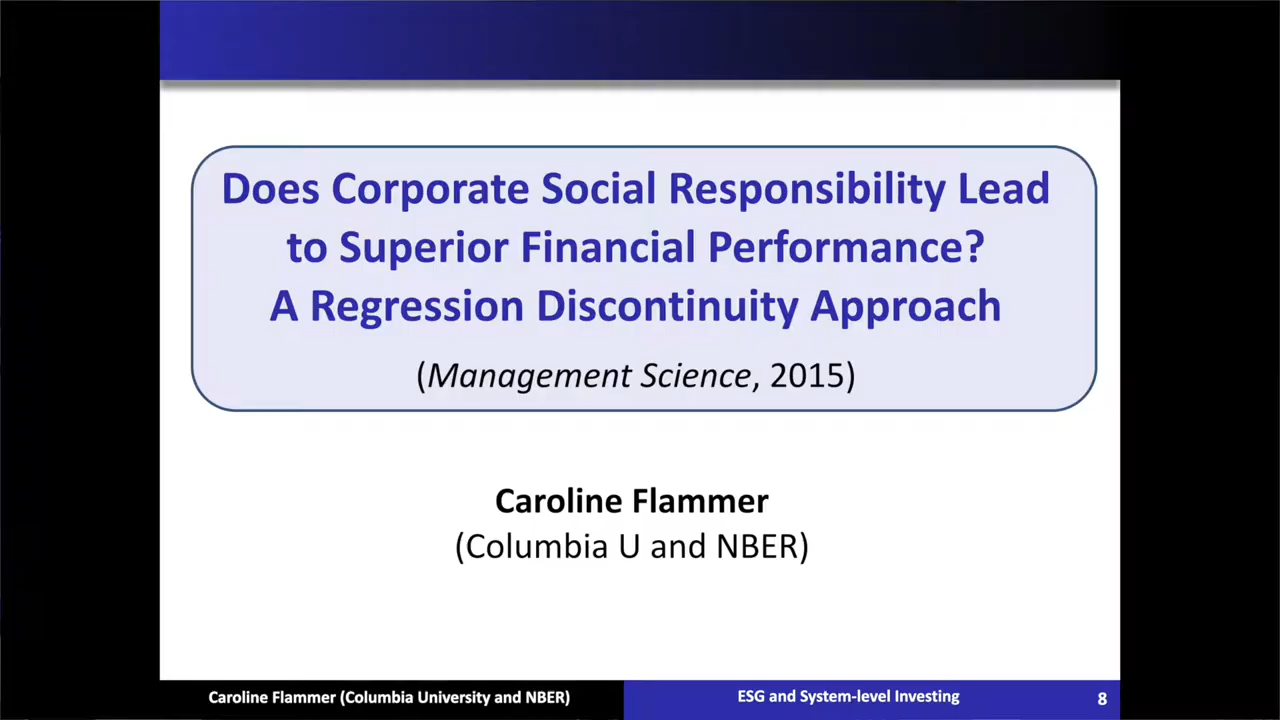 Does Corporate Social Responsibility Lead
to Superior Financial Performance?
A Regression Discontinuity Approach
(Management Science, 2015)
Caroline Flammer
(Columbia U and NBER)
Caroline Flammer (Columbia University and NBER)
ESG and System-level Investing
8